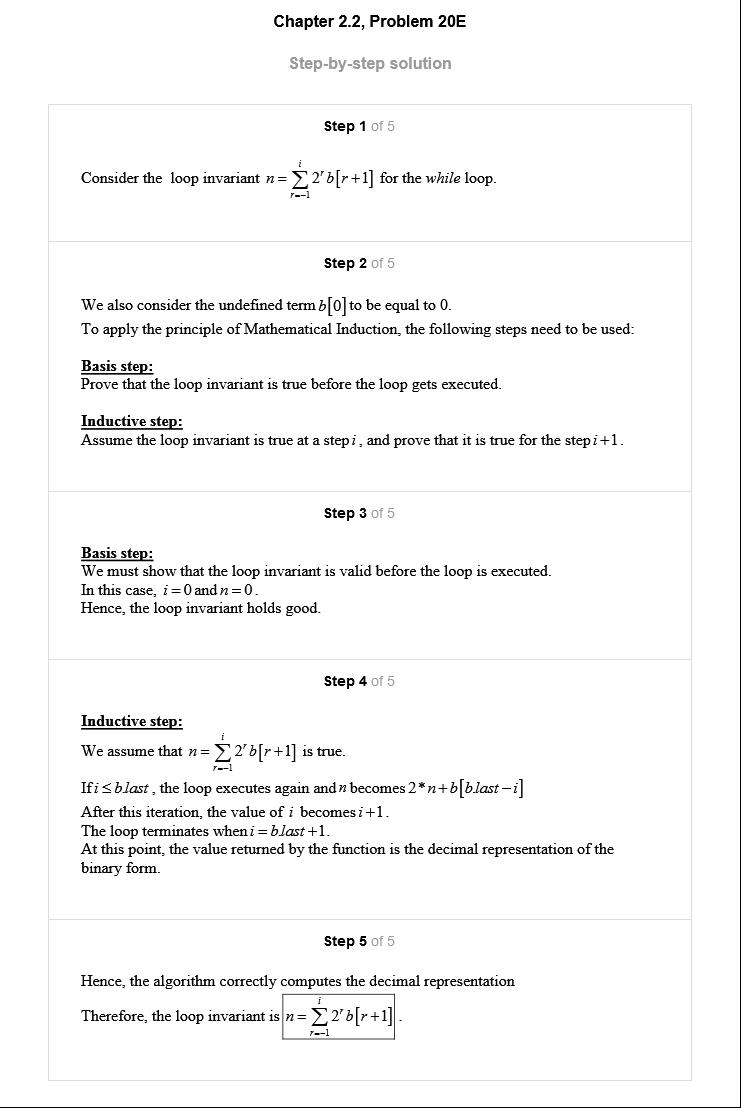 Chapter 2.2, Problem 20E
Step-by-step solution
Step 1 of 5
Consider the loop invariant n = ∑_{r=-1}^{i} 2^r b[r+1] for the while loop.
Step 2 of 5
We also consider the undefined term b[0] to be equal to 0.
To apply the principle of Mathematical Induction, the following steps need to be used:
Basis step:
Prove that the loop invariant is true before the loop gets executed.
Inductive step:
Assume the loop invariant is true at a step i, and prove that it is true for the step i+1.
Step 3 of 5
Basis step:
We must show that the loop invariant is valid before the loop is executed.
In this case, i = 0 and n = 0.
Hence, the loop invariant holds good.
Step 4 of 5
Inductive step:
We assume that n = ∑_{r=-1}^{i} 2^r b[r+1] is true.
If i ≤ b.last, the loop executes again and n becomes 2*n+b[b.last−i]
After this iteration, the value of i becomes i+1.
The loop terminates when i = b.last+1.
At this point, the value returned by the function is the decimal representation of the
binary form.
Step 5 of 5
Hence, the algorithm correctly computes the decimal representation
Therefore, the loop invariant is n = ∑_{r=-1}^{i} 2^r b[r+1].